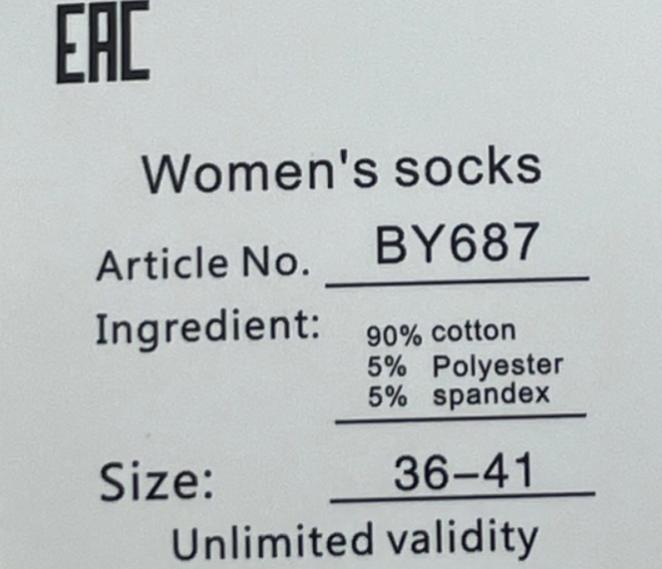 EAC
Women's socks
Article No. BY687
Ingredient: 90% cotton
5% Polyester
5% spandex
Size: 36-41
Unlimited validity